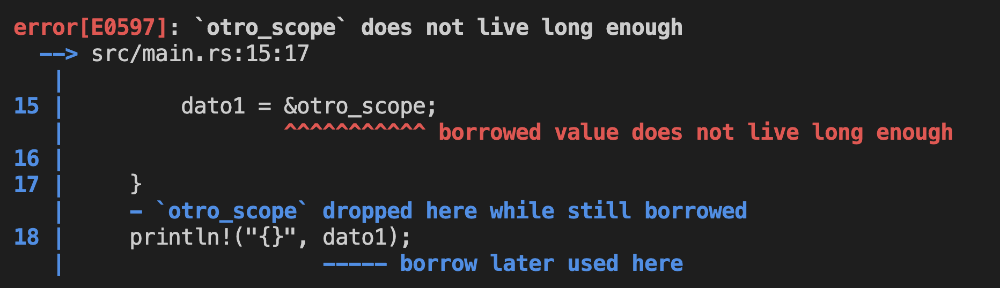 error[E0597]: `otro_scope` does not live long enough
--> src/main.rs:15:17
|
15 | dato1 = &otro_scope;
| ^^^^^^^^^^^ borrowed value does not live long enough
16 |
17 | }
| - `otro_scope` dropped here while still borrowed
18 | println!("{}", dato1);
| ----- borrow later used here